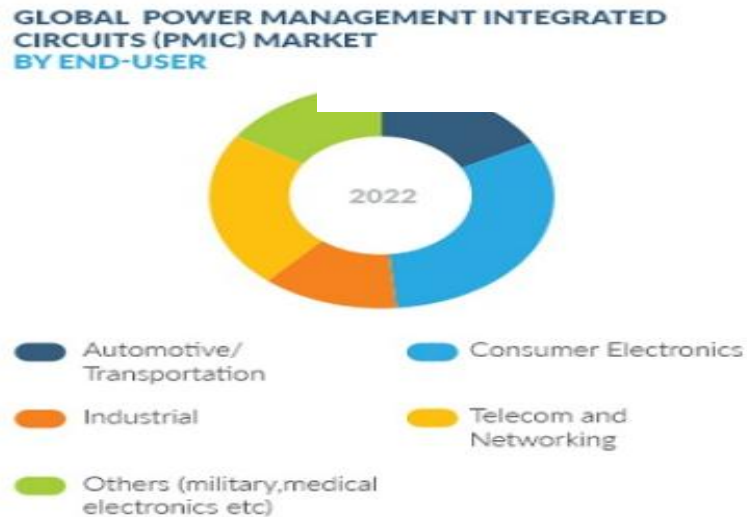 GLOBAL POWER MANAGEMENT INTEGRATED
CIRCUITS (PMIC) MARKET
BY END-USER
2022
Automotive/
Transportation
Consumer Electronics
Industrial
Telecom and
Networking
Others (military,medical
electronics etc)